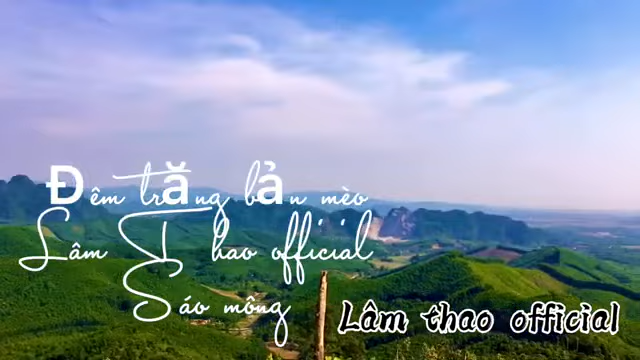 Đêm trăng bản mèo
Lâm Thao official
Sáo mông
Lâm thao official